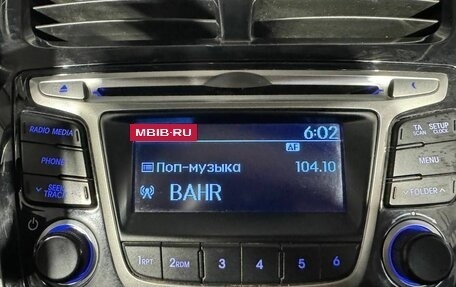 MBIB-RU
6:02
AF
Поп-музыка 104.10
BAHR
RADIO MEDIA
PHONE
SEEK TRACK
TA SCAN
SETUP CLOCK
MENU
FOLDER
1RPT
2RDM
3
4
5
6